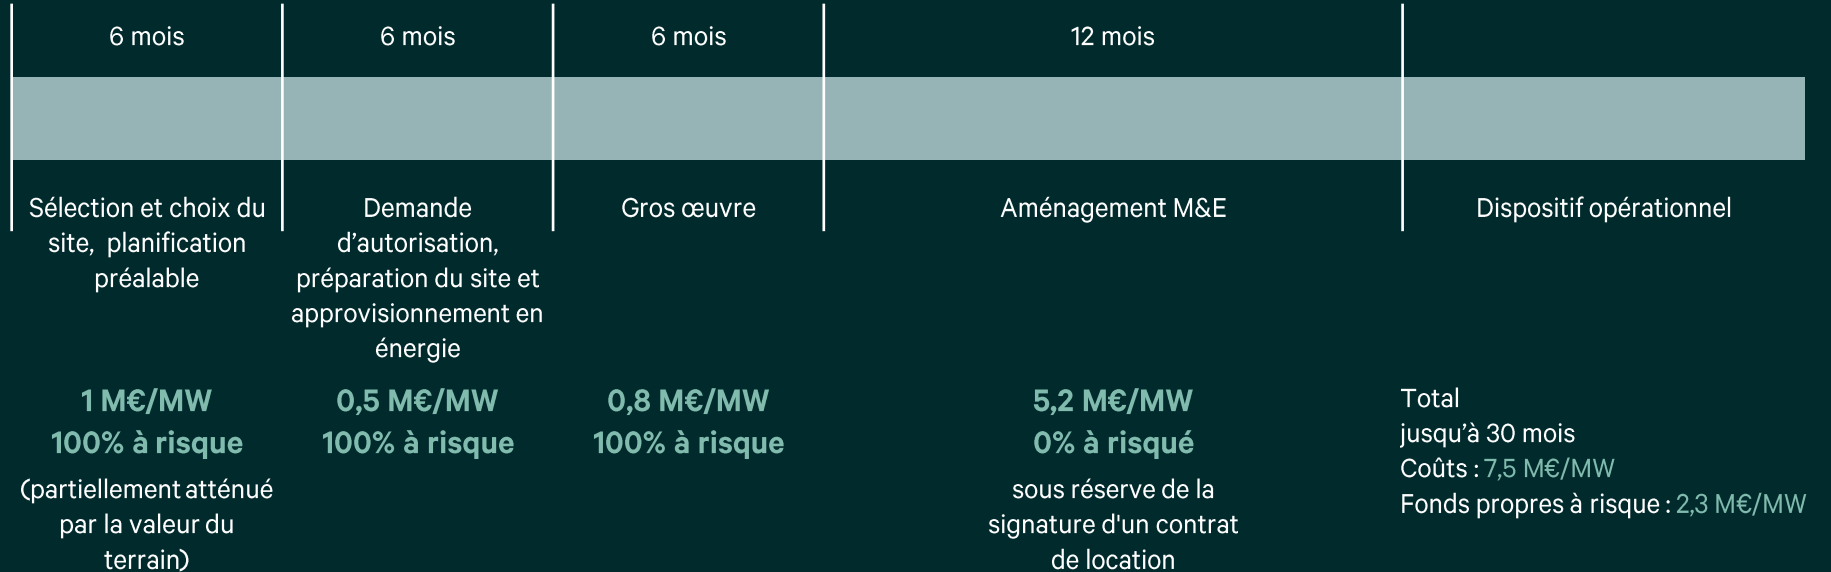 6 mois
6 mois
6 mois
12 mois
Sélection et choix du
site, planification
préalable
Demande
d’autorisation,
préparation du site et
approvisionnement en
énergie
Gros œuvre
Aménagement M&E
Dispositif opérationnel
1 M€/MW
100% à risque
(partiellement atténué
par la valeur du
terrain)
0,5 M€/MW
100% à risque
0,8 M€/MW
100% à risque
5,2 M€/MW
0% à risqué
sous réserve de la
signature d'un contrat
de location
Total
jusqu’à 30 mois
Coûts : 7,5 M€/MW
Fonds propres à risque : 2,3 M€/MW